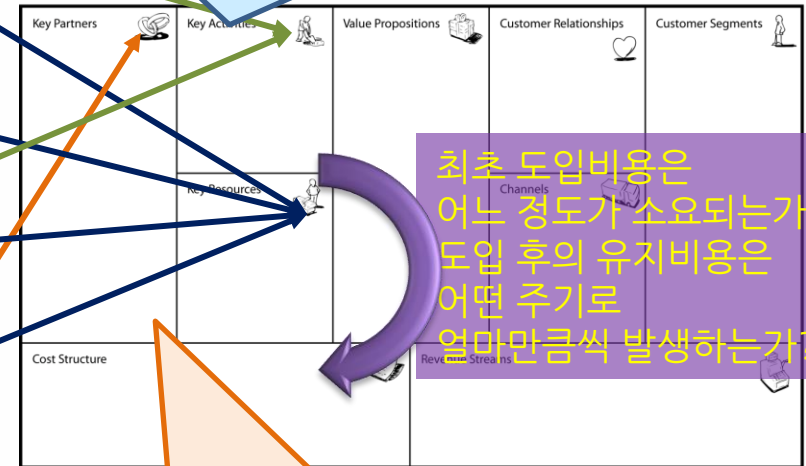 Key Partners
Key Activities
Value Propositions
Customer Relationships
Customer Segments
최초 도입비용은
어느 정도가 소요되는가
도입 후의 유지비용은
어떤 주기로
얼마만큼씩 발생하는가?
Key Resources
Channels
Cost Structure
Revenue Streams